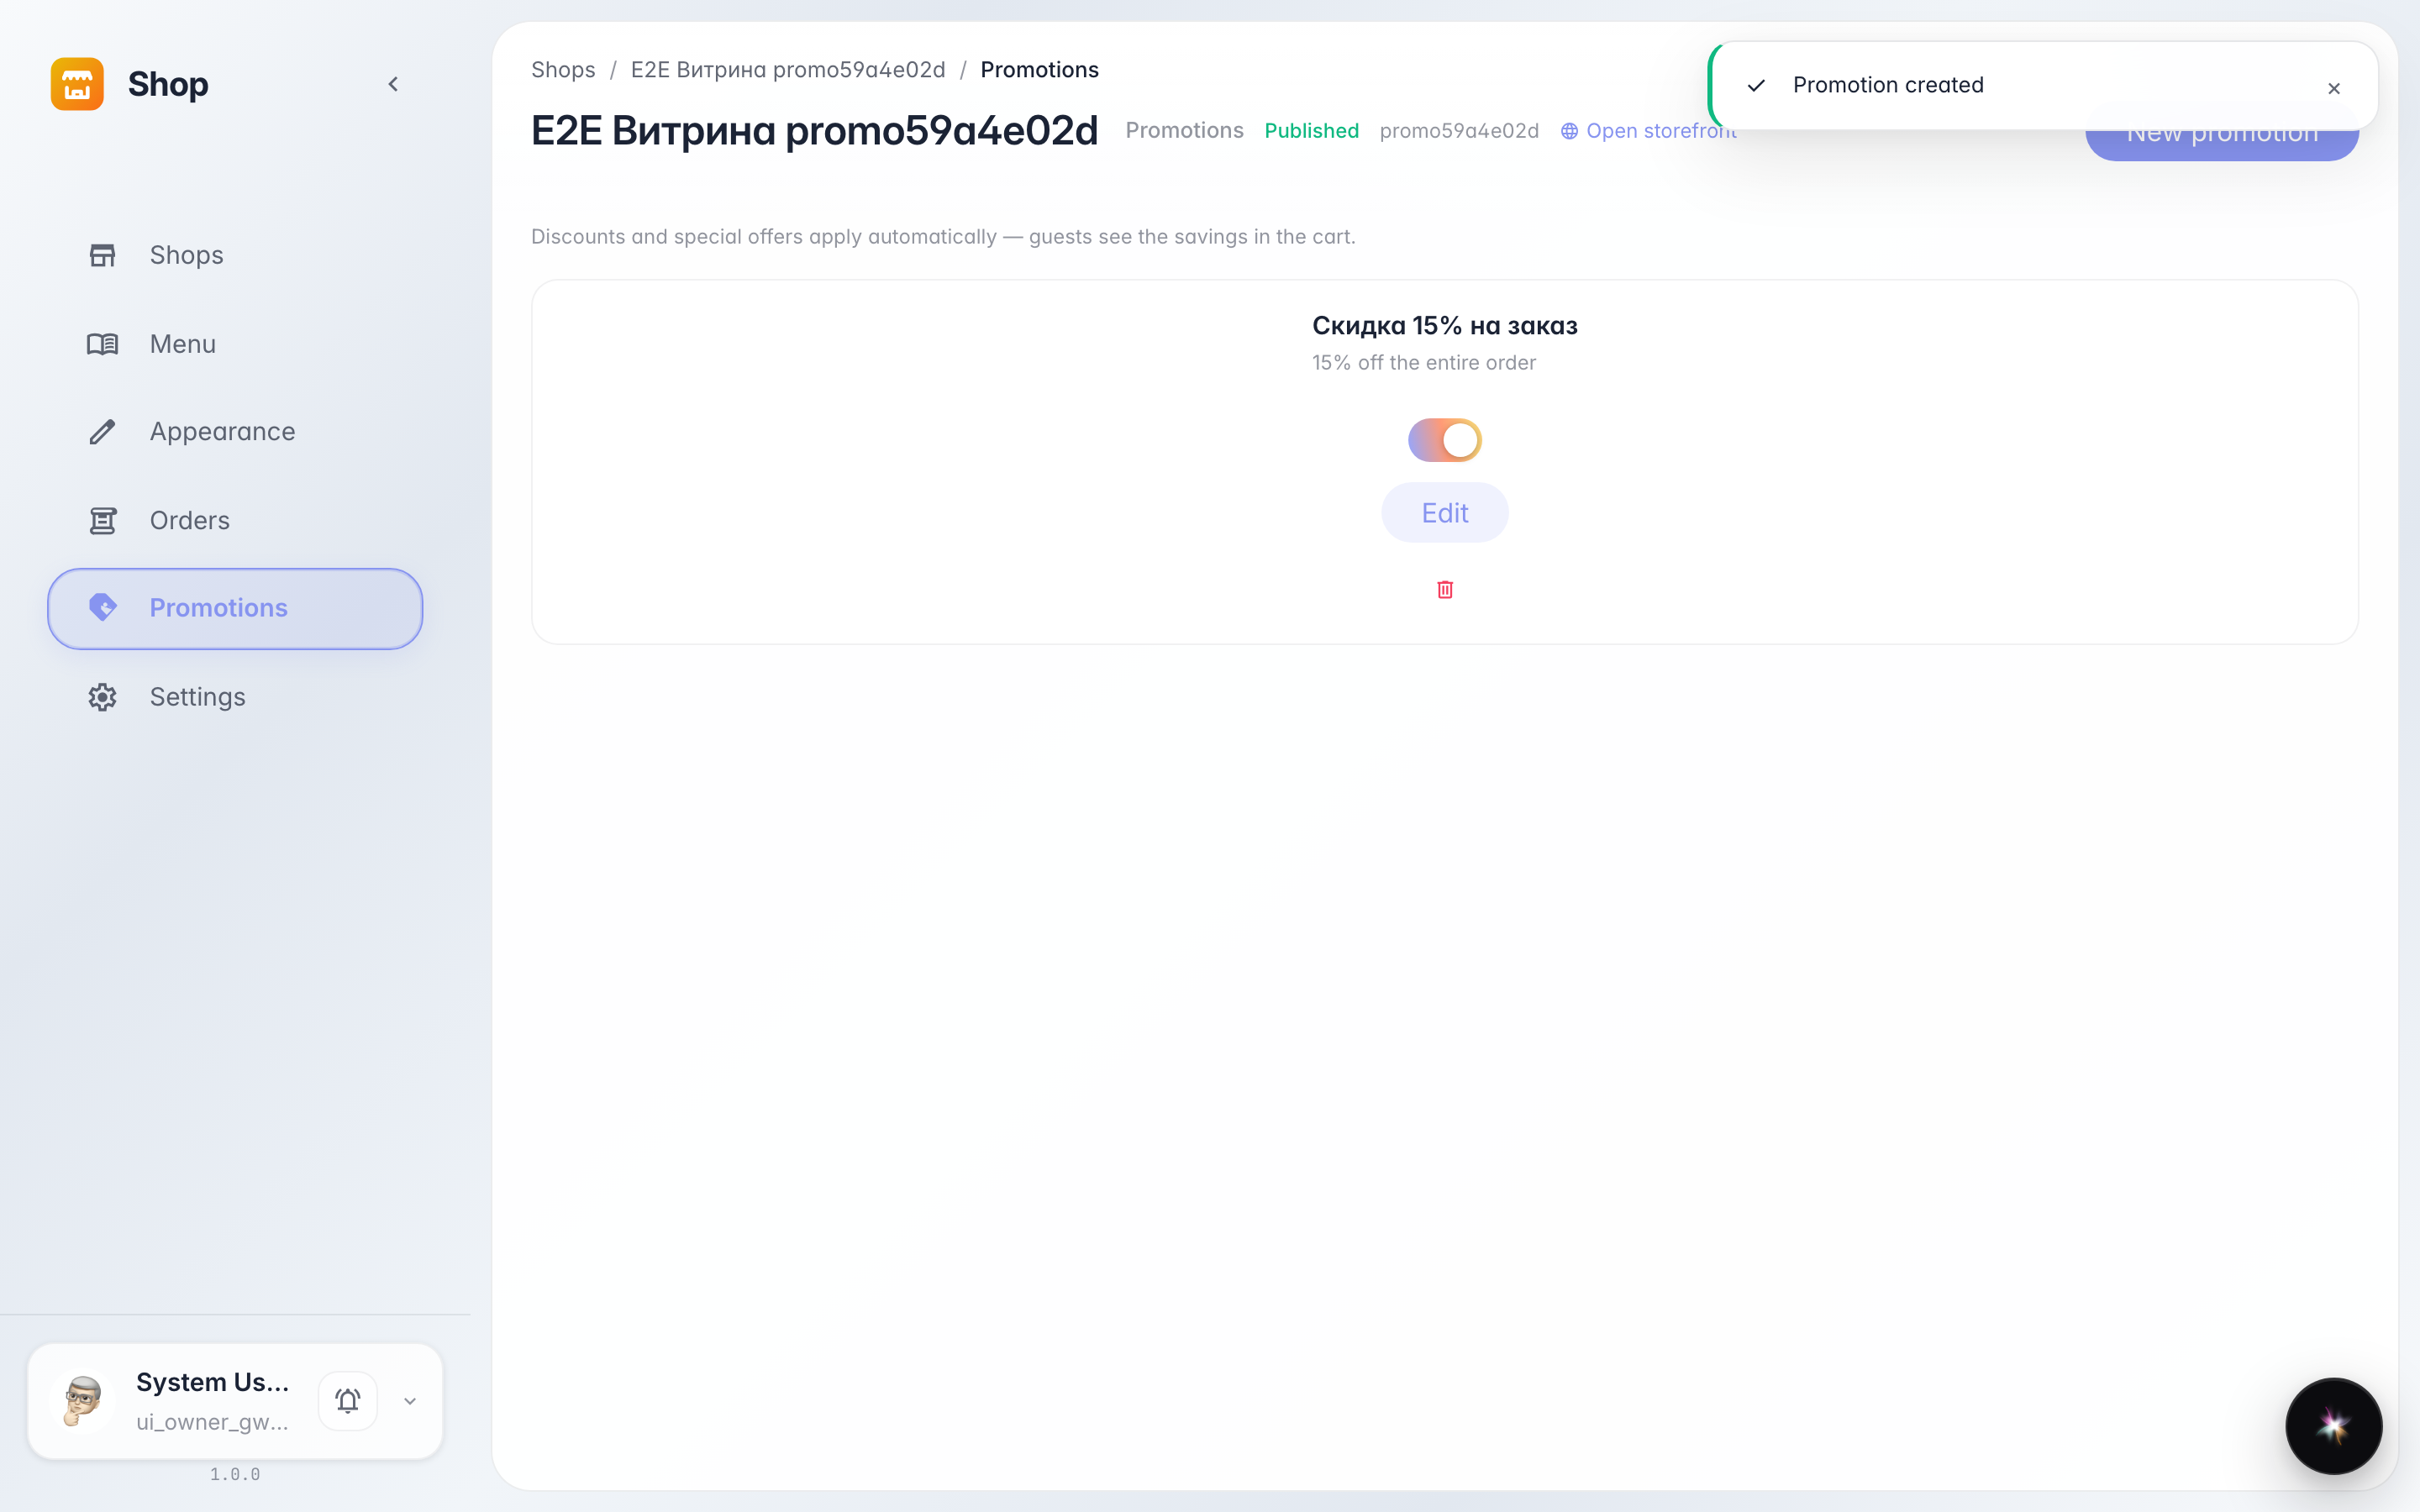 Shop
Shops
Menu
Appearance
Orders
Promotions
Settings
System Us...
ui_owner_gw...
1.0.0
Shops / E2E Витрина promo59a4e02d / Promotions
E2E Витрина promo59a4e02d Promotions Published promo59a4e02d Open storefront
Promotion created
New promotion
Discounts and special offers apply automatically — guests see the savings in the cart.
Скидка 15% на заказ
15% off the entire order
Edit